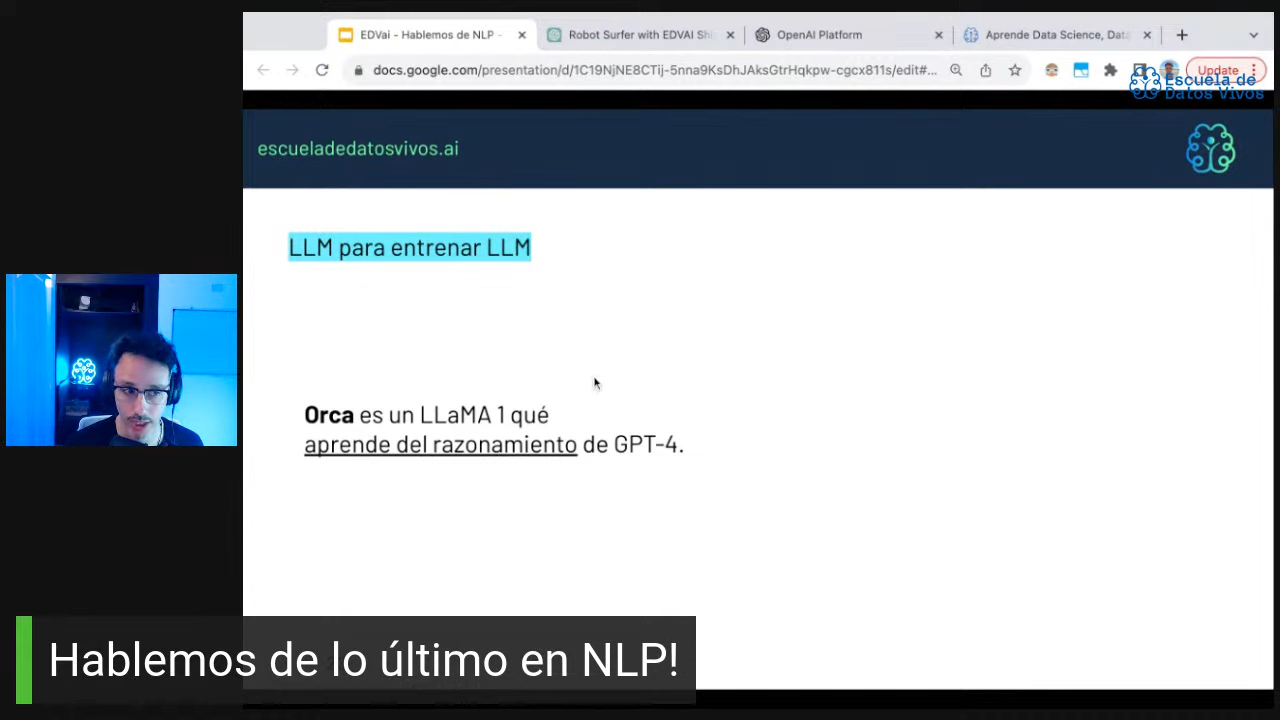 EDVai - Hablemos de NLP -
Robot Surfer with EDVAI Shi
OpenAI Platform
Aprende Data Science, Data
docs.google.com/presentation/d/1C19NjNE8CTij-5nna9KsDhJAksGtrHqkpw-cgcx811s/edit#...
Update
Escuela de
Datos Vivos
escueladedatosvivos.ai
LLM para entrenar LLM
Orca es un LLaMA 1 qué
aprende del razonamiento de GPT-4.
Hablemos de lo último en NLP!